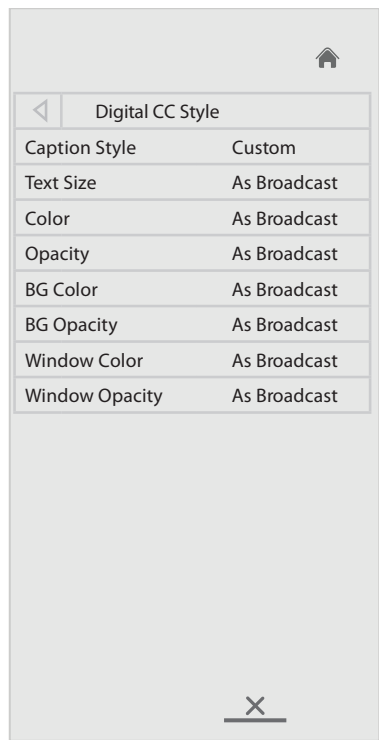 Digital CC Style
Caption Style Custom
Text Size As Broadcast
Color As Broadcast
Opacity As Broadcast
BG Color As Broadcast
BG Opacity As Broadcast
Window Color As Broadcast
Window Opacity As Broadcast